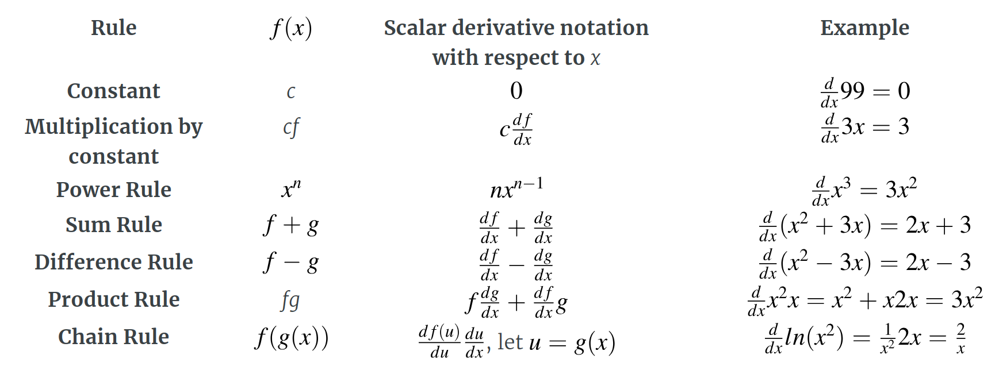 Rule f(x) Scalar derivative notation Example
with respect to x
Constant c 0 \frac{d}{dx}99 = 0
Multiplication by cf c\frac{df}{dx} \frac{d}{dx}3x = 3
constant
Power Rule x^n nx^{n-1} \frac{d}{dx}x^3 = 3x^2
Sum Rule f + g \frac{df}{dx} + \frac{dg}{dx} \frac{d}{dx}(x^2 + 3x) = 2x + 3
Difference Rule f − g \frac{df}{dx} − \frac{dg}{dx} \frac{d}{dx}(x^2 − 3x) = 2x − 3
Product Rule fg f\frac{dg}{dx} + \frac{df}{dx}g \frac{d}{dx}x^2x = x^2 + x2x = 3x^2
Chain Rule f(g(x)) \frac{df(u)}{du}\frac{du}{dx}, let u = g(x) \frac{d}{dx}ln(x^2) = \frac{1}{x^2}2x = \frac{2}{x}